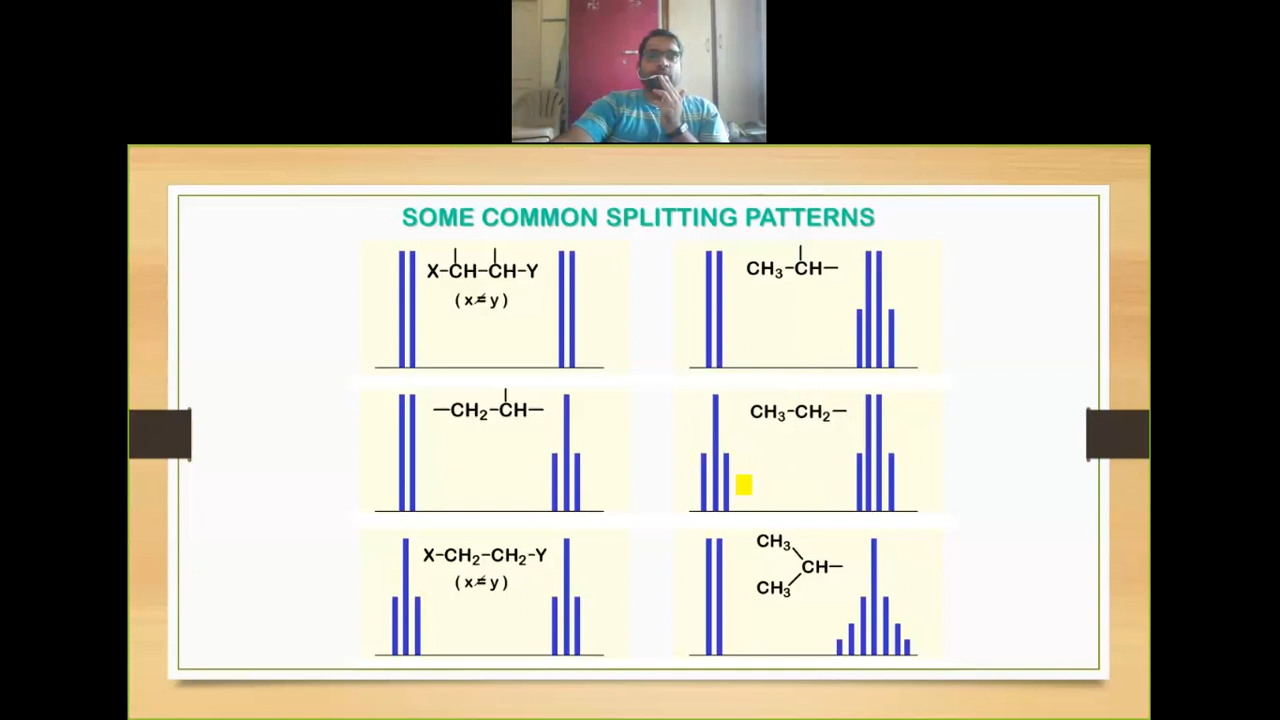 SOME COMMON SPLITTING PATTERNS
X-CH-CH-Y
(x≠y)
CH₃-CH-
-CH₂-CH-
CH₃-CH₂-
X-CH₂-CH₂-Y
(x≠y)
CH₃
CH-
CH₃